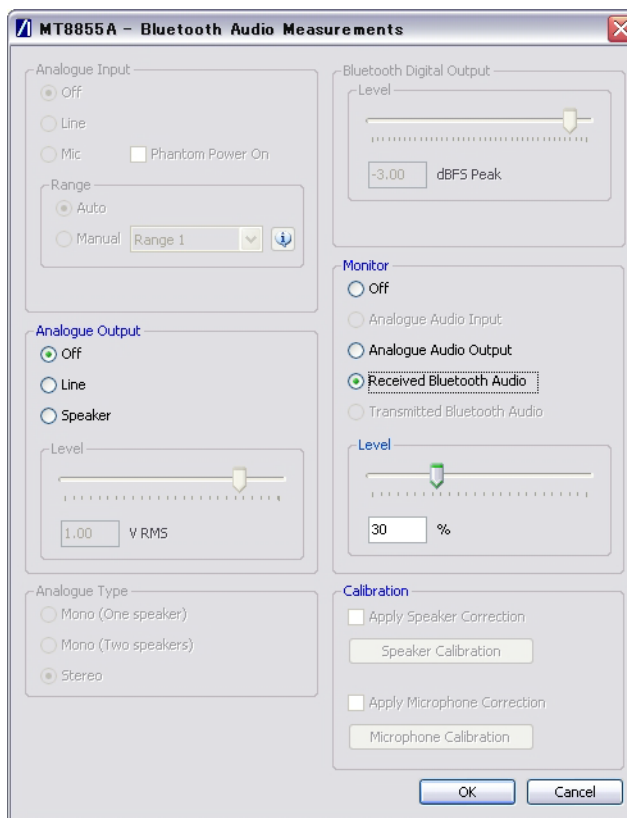 MT8855A - Bluetooth Audio Measurements
Analogue Input
Off
Line
Mic
Phantom Power On
Range
Auto
Manual
Range 1
Analogue Output
Off
Line
Speaker
Level
1.00 V RMS
Analogue Type
Mono (One speaker)
Mono (Two speakers)
Stereo
Bluetooth Digital Output
Level
-3.00 dBFS Peak
Monitor
Off
Analogue Audio Input
Analogue Audio Output
Received Bluetooth Audio
Transmitted Bluetooth Audio
Level
30 %
Calibration
Apply Speaker Correction
Speaker Calibration
Apply Microphone Correction
Microphone Calibration
OK
Cancel